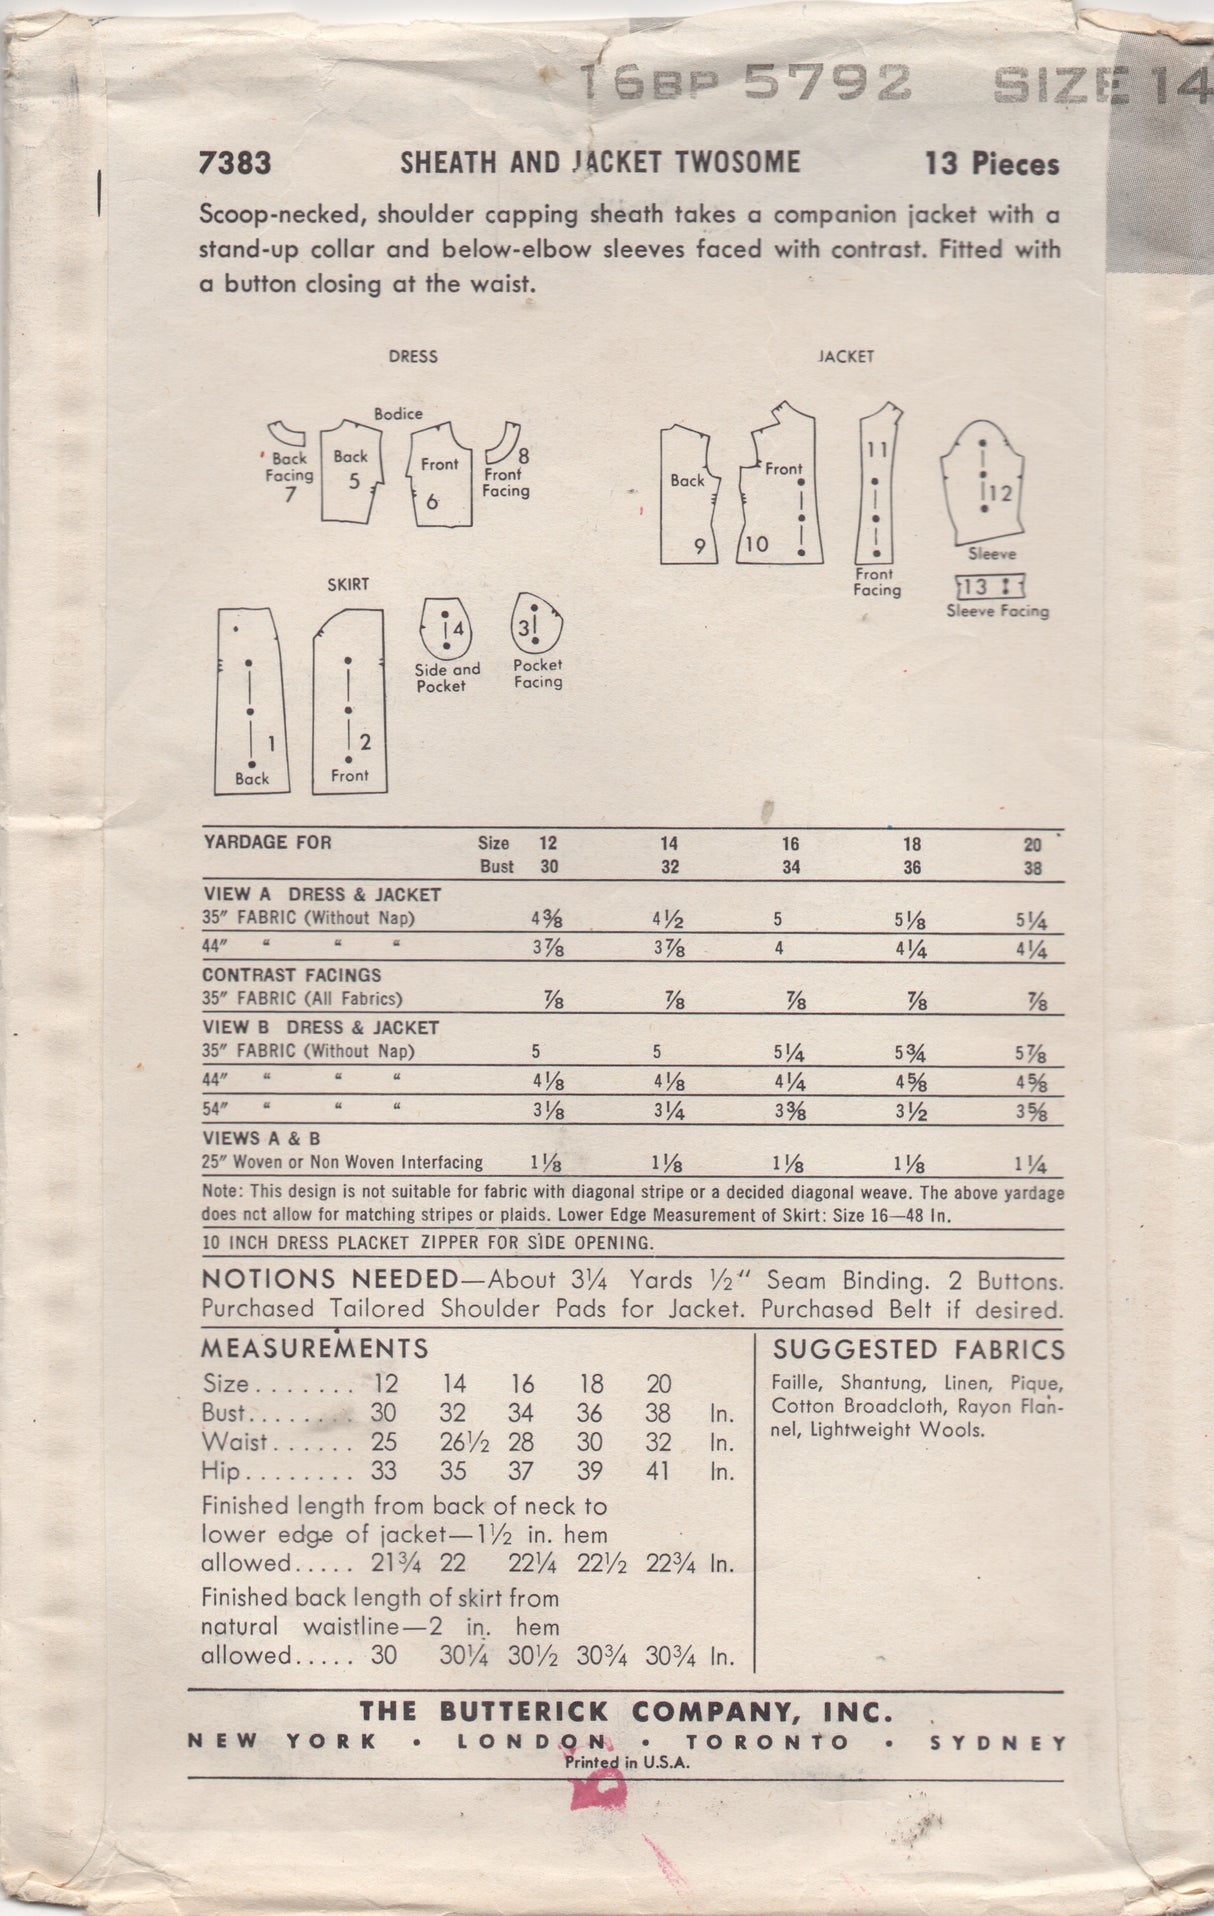 16BP 5792 SIZE 14
7383 SHEATH AND JACKET TWOSOME 13 Pieces
Scoop-necked, shoulder capping sheath takes a companion jacket with a
stand-up collar and below-elbow sleeves faced with contrast. Fitted with
a button closing at the waist.
DRESS
Bodice
Back
Facing
7
Back
5
Front
6
8
Front
Facing
JACKET
Back
9
Front
10
11
Front
Facing
12
Sleeve
13
Sleeve Facing
SKIRT
1
Back
2
Front
4
Side and
Pocket
3
Pocket
Facing
YARDAGE FOR Size 12 14 16 18 20
Bust 30 32 34 36 38
VIEW A DRESS & JACKET
35" FABRIC (Without Nap) 4⅜ 4½ 5 5⅛ 5¼
44" " " " 3⅞ 3⅞ 4 4¼ 4¼
CONTRAST FACINGS
35" FABRIC (All Fabrics) ⅞ ⅞ ⅞ ⅞ ⅞
VIEW B DRESS & JACKET
35" FABRIC (Without Nap) 5 5 5¼ 5¾ 5⅞
44" " " " 4⅛ 4⅛ 4¼ 4⅝ 4⅝
54" " " " 3⅛ 3¼ 3⅜ 3½ 3⅝
VIEWS A & B
25" Woven or Non Woven Interfacing 1⅛ 1⅛ 1⅛ 1⅛ 1¼
Note: This design is not suitable for fabric with diagonal stripe or a decided diagonal weave. The above yardage
does not allow for matching stripes or plaids. Lower Edge Measurement of Skirt: Size 16—48 In.
10 INCH DRESS PLACKET ZIPPER FOR SIDE OPENING.
NOTIONS NEEDED—About 3¼ Yards ½" Seam Binding. 2 Buttons.
Purchased Tailored Shoulder Pads for Jacket. Purchased Belt if desired.
MEASUREMENTS
Size....... 12 14 16 18 20
Bust........ 30 32 34 36 38 In.
Waist...... 25 26½ 28 30 32 In.
Hip........ 33 35 37 39 41 In.
Finished length from back of neck to
lower edge of jacket—1½ in. hem
allowed..... 21¾ 22 22¼ 22½ 22¾ In.
Finished back length of skirt from
natural waistline—2 in. hem
allowed..... 30 30¼ 30½ 30¾ 30¾ In.
SUGGESTED FABRICS
Faille, Shantung, Linen, Pique,
Cotton Broadcloth, Rayon Flan-
nel, Lightweight Wools.
THE BUTTERICK COMPANY, INC.
NEW YORK • LONDON • TORONTO • SYDNEY
Printed in U.S.A.